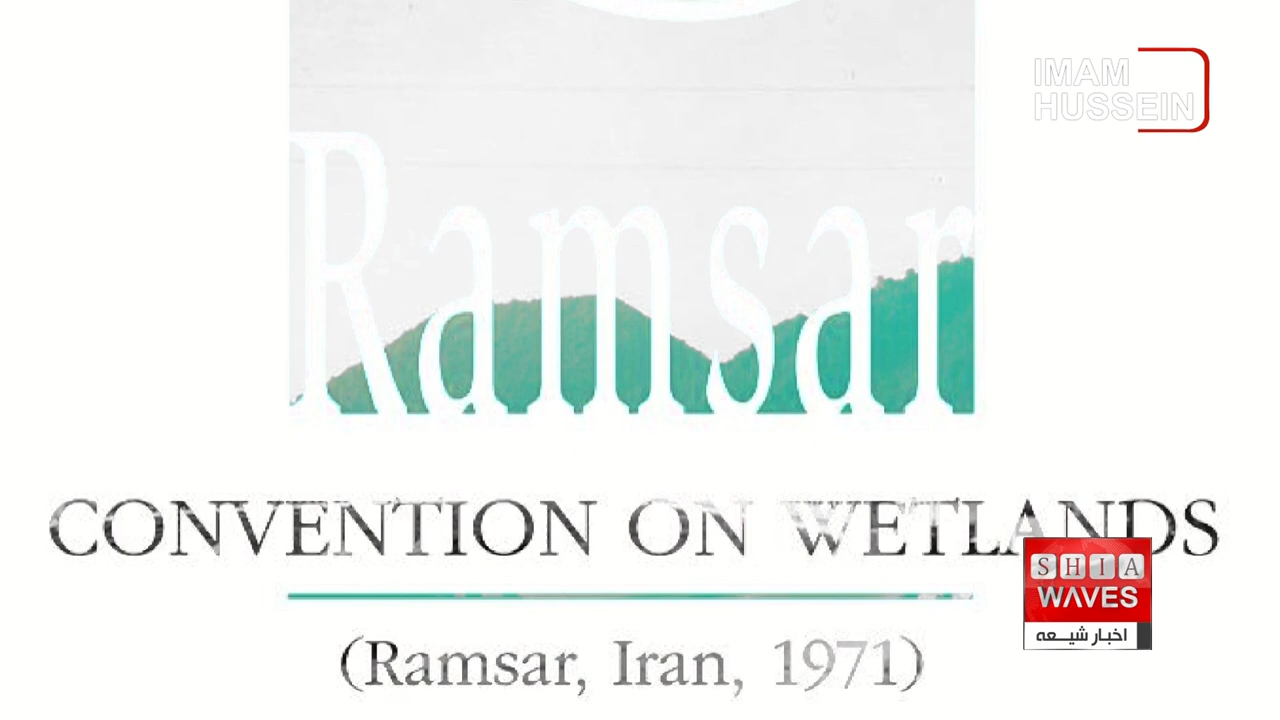 IMAM
HUSSEIN
Ramsar
CONVENTION ON WETLANDS
SHIA
WAVES
اخبار شیعه
(Ramsar, Iran, 1971)